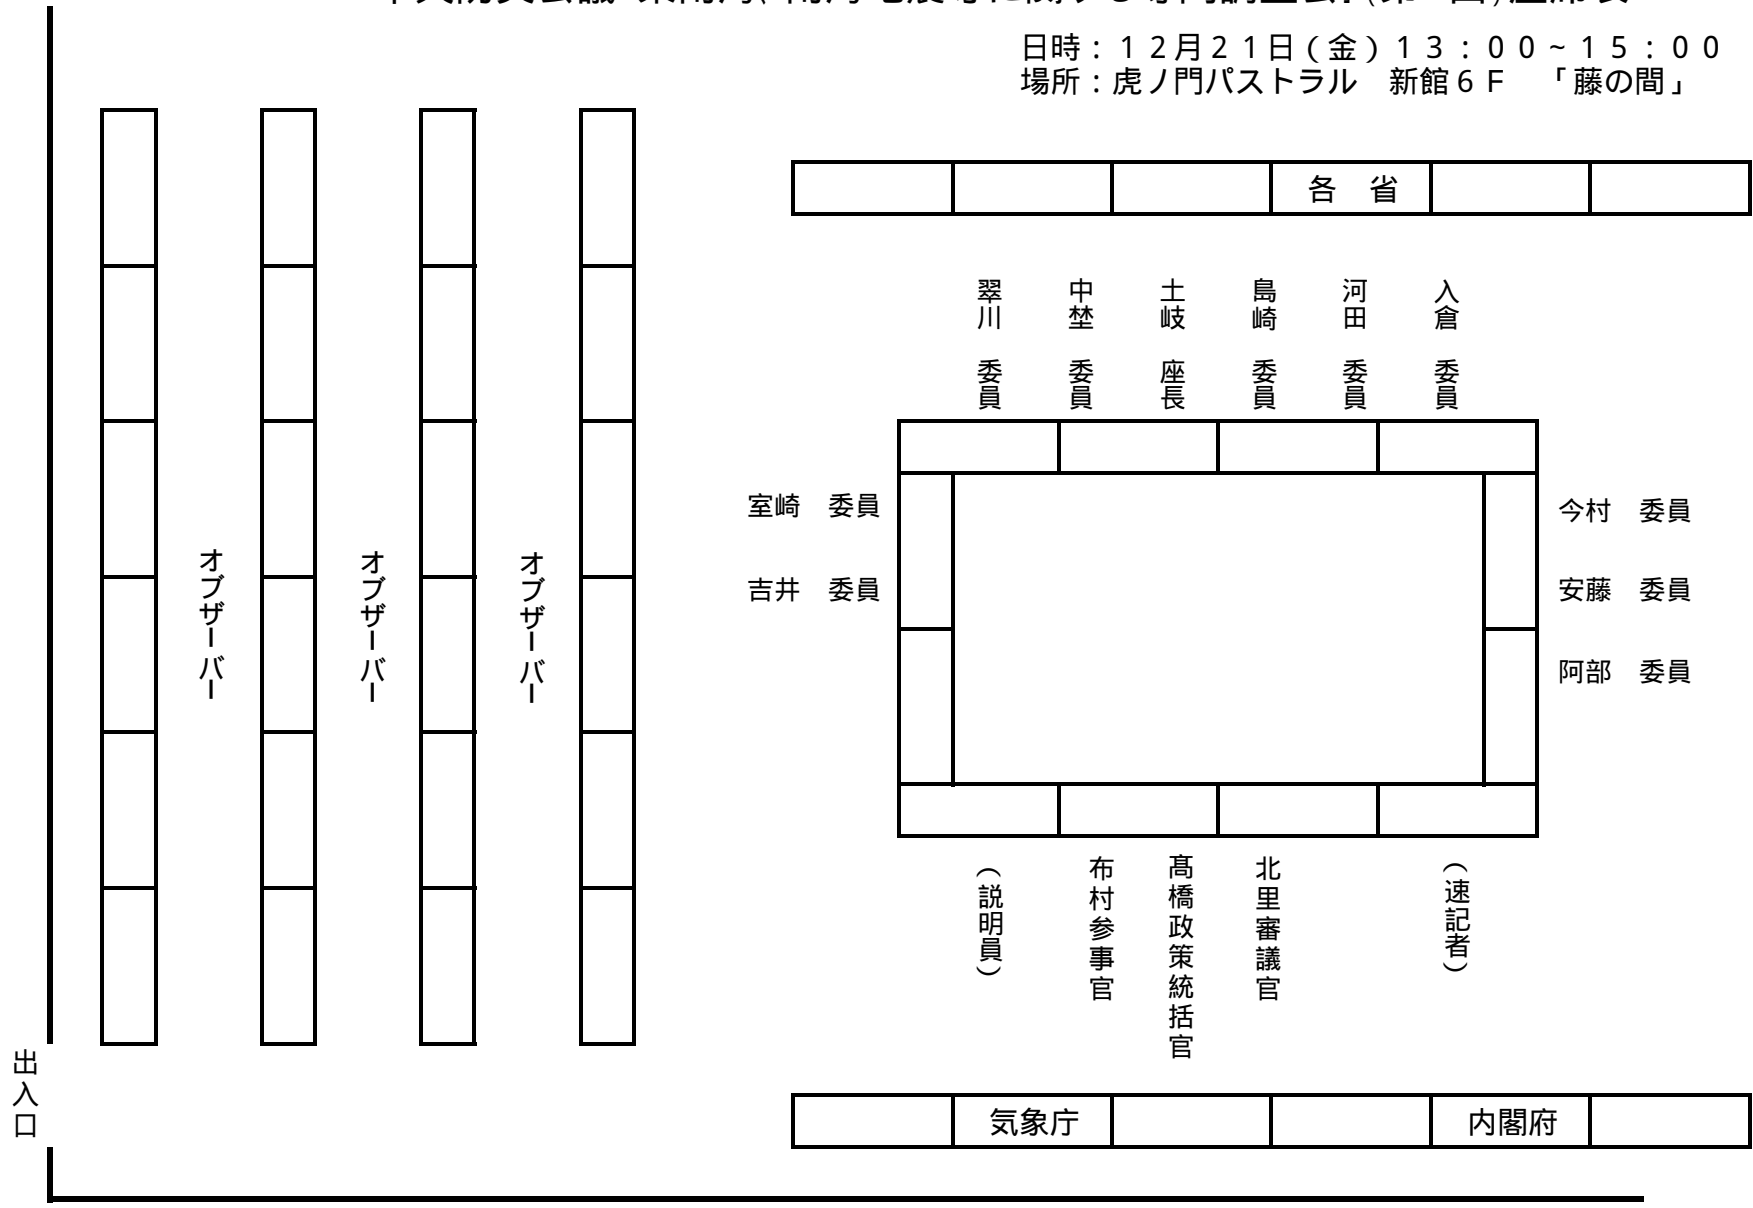 日時：１２月２１日（金）１３：００~１５：００
場所：虎ノ門パストラル　新館６Ｆ　「藤の間」
各　省
翠川　委員
中埜　委員
土岐　座長
島崎　委員
河田　委員
入倉　委員
室崎　委員
吉井　委員
今村　委員
安藤　委員
阿部　委員
オブザーバー
オブザーバー
オブザーバー
（説明員）
布村参事官
髙橋政策統括官
北里審議官
（速記者）
出入口
気象庁
内閣府